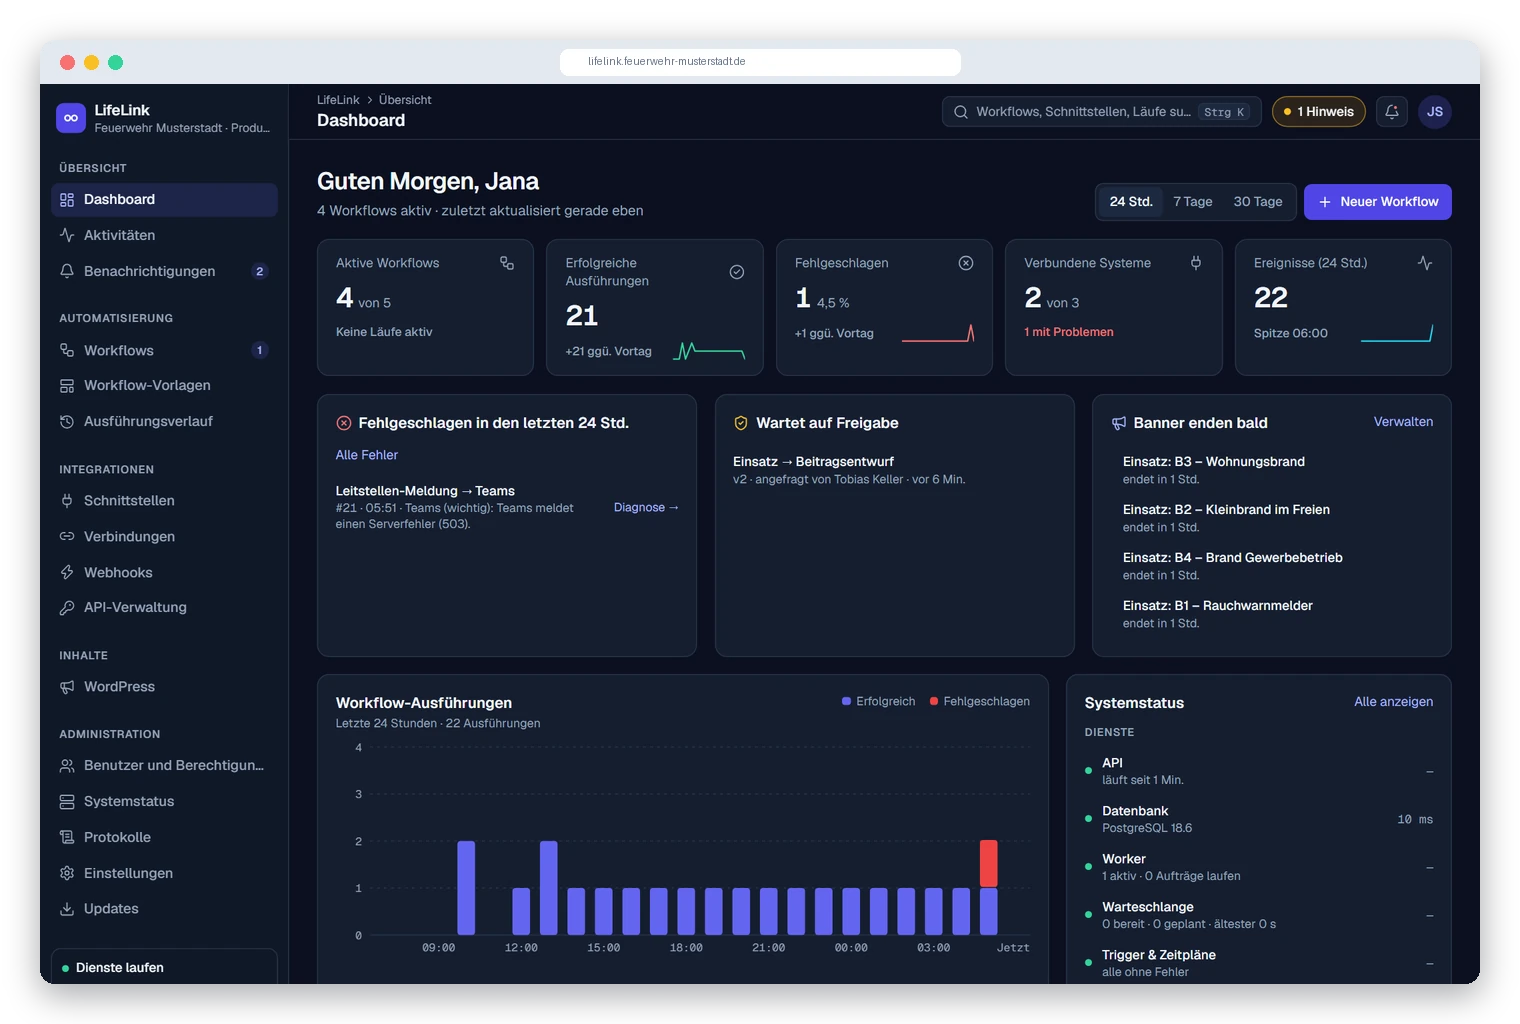 lifelink.feuerwehr-musterstadt.de
LifeLink
Feuerwehr Musterstadt · Produ...
ÜBERSICHT
Dashboard
Aktivitäten
Benachrichtigungen 2
AUTOMATISIERUNG
Workflows 1
Workflow-Vorlagen
Ausführungsverlauf
INTEGRATIONEN
Schnittstellen
Verbindungen
Webhooks
API-Verwaltung
INHALTE
WordPress
ADMINISTRATION
Benutzer und Berechtigun...
Systemstatus
Protokolle
Einstellungen
Updates
Dienste laufen
LifeLink > Übersicht
Dashboard
Workflows, Schnittstellen, Läufe su... Strg K
1 Hinweis
JS
Guten Morgen, Jana
4 Workflows aktiv · zuletzt aktualisiert gerade eben
24 Std. 7 Tage 30 Tage
+ Neuer Workflow
Aktive Workflows
4 von 5
Keine Läufe aktiv
Erfolgreiche
Ausführungen
21
+21 ggü. Vortag
Fehlgeschlagen
1 4,5 %
+1 ggü. Vortag
Verbundene Systeme
2 von 3
1 mit Problemen
Ereignisse (24 Std.)
22
Spitze 06:00
Fehlgeschlagen in den letzten 24 Std.
Alle Fehler
Leitstellen-Meldung → Teams
#21 · 05:51 · Teams (wichtig): Teams meldet
einen Serverfehler (503).
Diagnose →
Wartet auf Freigabe
Einsatz → Beitragsentwurf
v2 · angefragt von Tobias Keller · vor 6 Min.
Banner enden bald
Verwalten
Einsatz: B3 – Wohnungsbrand
endet in 1 Std.
Einsatz: B2 – Kleinbrand im Freien
endet in 1 Std.
Einsatz: B4 – Brand Gewerbebetrieb
endet in 1 Std.
Einsatz: B1 – Rauchwarnmelder
endet in 1 Std.
Workflow-Ausführungen
Letzte 24 Stunden · 22 Ausführungen
Erfolgreich Fehlgeschlagen
4
3
2
1
0
09:00 12:00 15:00 18:00 21:00 00:00 03:00 Jetzt
Systemstatus
Alle anzeigen
DIENSTE
API
läuft seit 1 Min.
–
Datenbank
PostgreSQL 18.6
10 ms
Worker
1 aktiv · 0 Aufträge laufen
–
Warteschlange
0 bereit · 0 geplant · ältester 0 s
–
Trigger & Zeitpläne
alle ohne Fehler
–